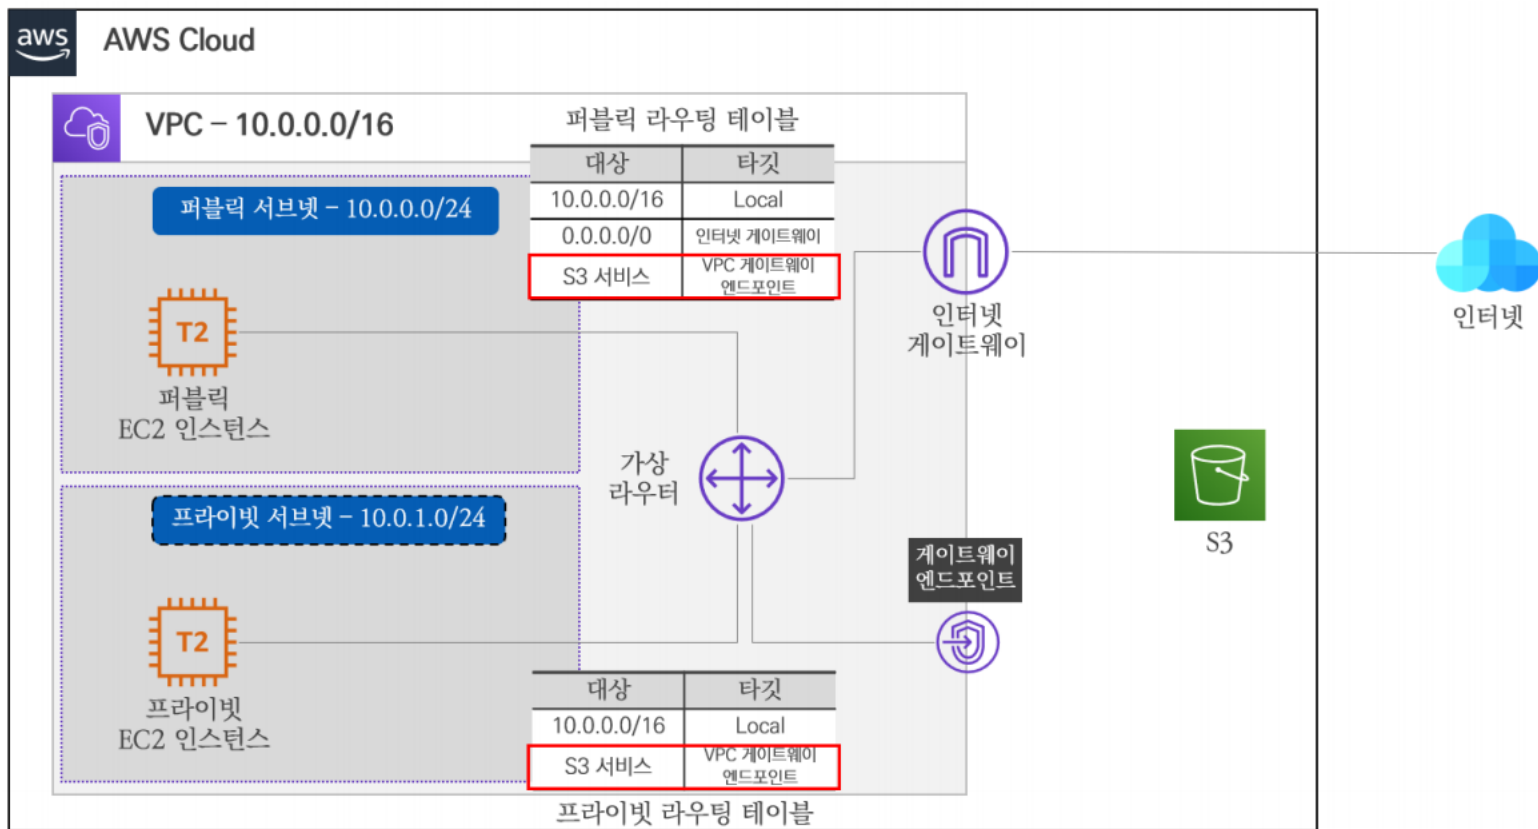 aws
AWS Cloud
VPC – 10.0.0.0/16
퍼블릭 라우팅 테이블
대상 타깃
10.0.0.0/16 Local
0.0.0.0/0 인터넷 게이트웨이
S3 서비스 VPC 게이트웨이
엔드포인트
퍼블릭 서브넷 – 10.0.0.0/24
T2
퍼블릭
EC2 인스턴스
인터넷
게이트웨이
인터넷
가상
라우터
S3
프라이빗 서브넷 – 10.0.1.0/24
게이트웨이
엔드포인트
T2
프라이빗
EC2 인스턴스
대상 타깃
10.0.0.0/16 Local
S3 서비스 VPC 게이트웨이
엔드포인트
프라이빗 라우팅 테이블